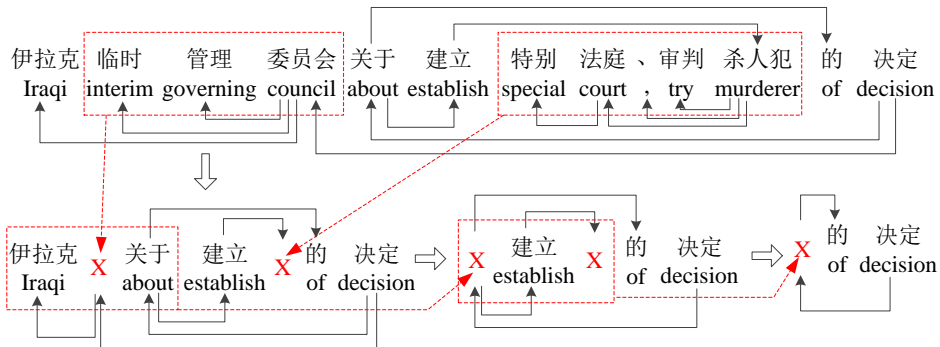 伊拉克 临时 管理 委员会 关于 建立 特别 法庭 、 审判 杀人犯 的 决定
Iraqi interim governing council about establish special court , try murderer of decision
伊拉克 X 关于 建立 X 的 决定
Iraqi about establish of decision
X 建立 X 的 决定
establish of decision
X 的 决定
of decision